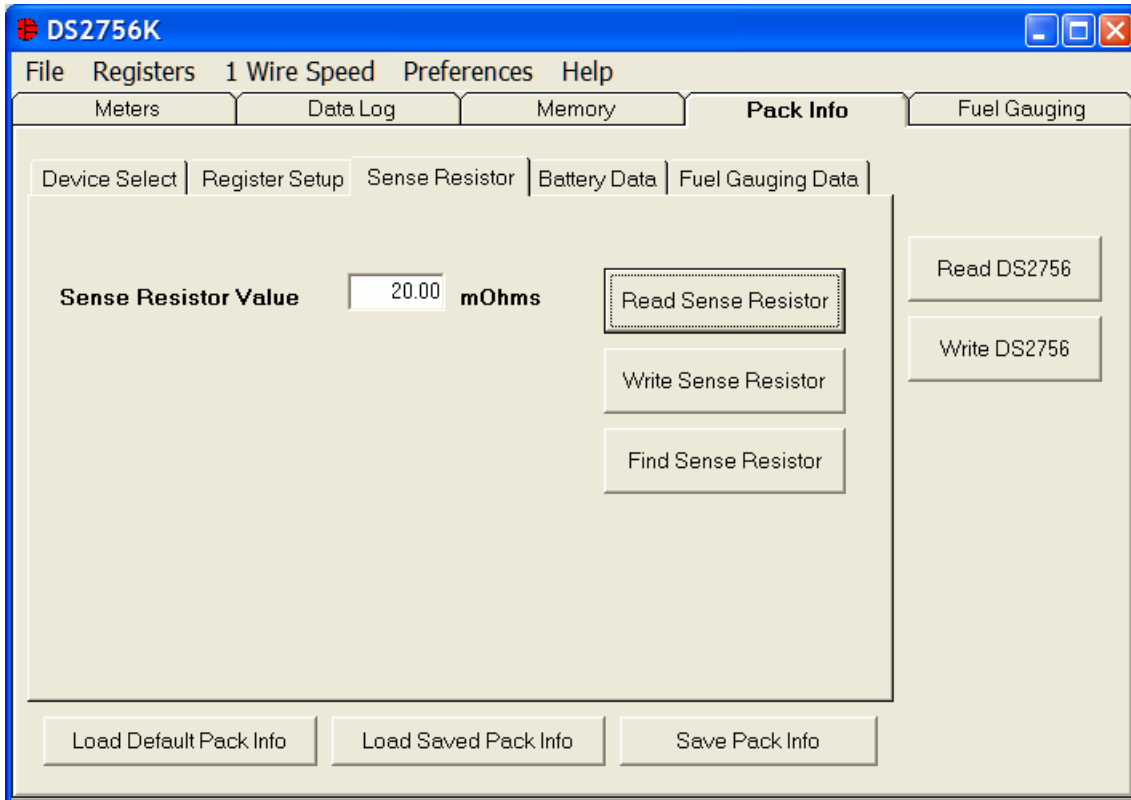 DS2756K
File Registers 1 Wire Speed Preferences Help
Meters Data Log Memory Pack Info Fuel Gauging
Device Select Register Setup Sense Resistor Battery Data Fuel Gauging Data
Sense Resistor Value 20.00 mOhms
Read Sense Resistor
Write Sense Resistor
Find Sense Resistor
Read DS2756
Write DS2756
Load Default Pack Info Load Saved Pack Info Save Pack Info